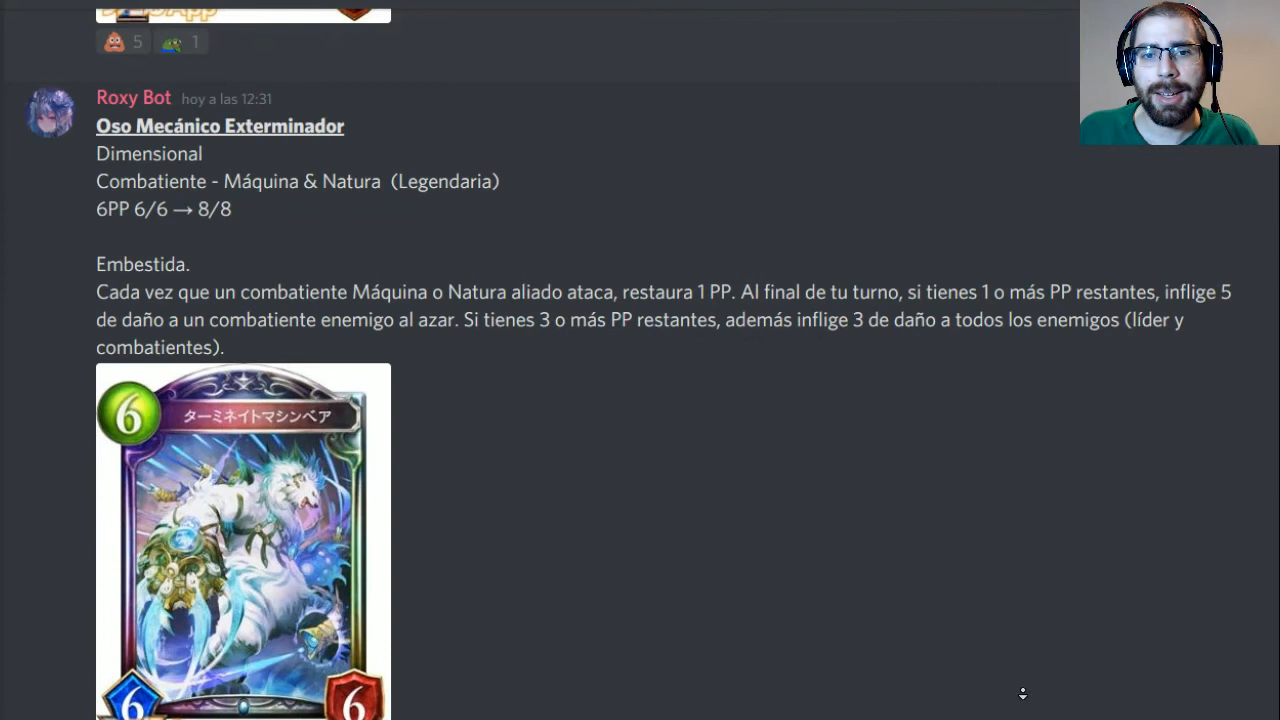 5 1
Roxy Bot hoy a las 12:31
Oso Mecánico Exterminador
Dimensional
Combatiente - Máquina & Natura (Legendaria)
6PP 6/6 → 8/8
Embestida.
Cada vez que un combatiente Máquina o Natura aliado ataca, restaura 1 PP. Al final de tu turno, si tienes 1 o más PP restantes, inflige 5
de daño a un combatiente enemigo al azar. Si tienes 3 o más PP restantes, además inflige 3 de daño a todos los enemigos (líder y
combatientes).
6 ターミネイトマシンベア
6 6